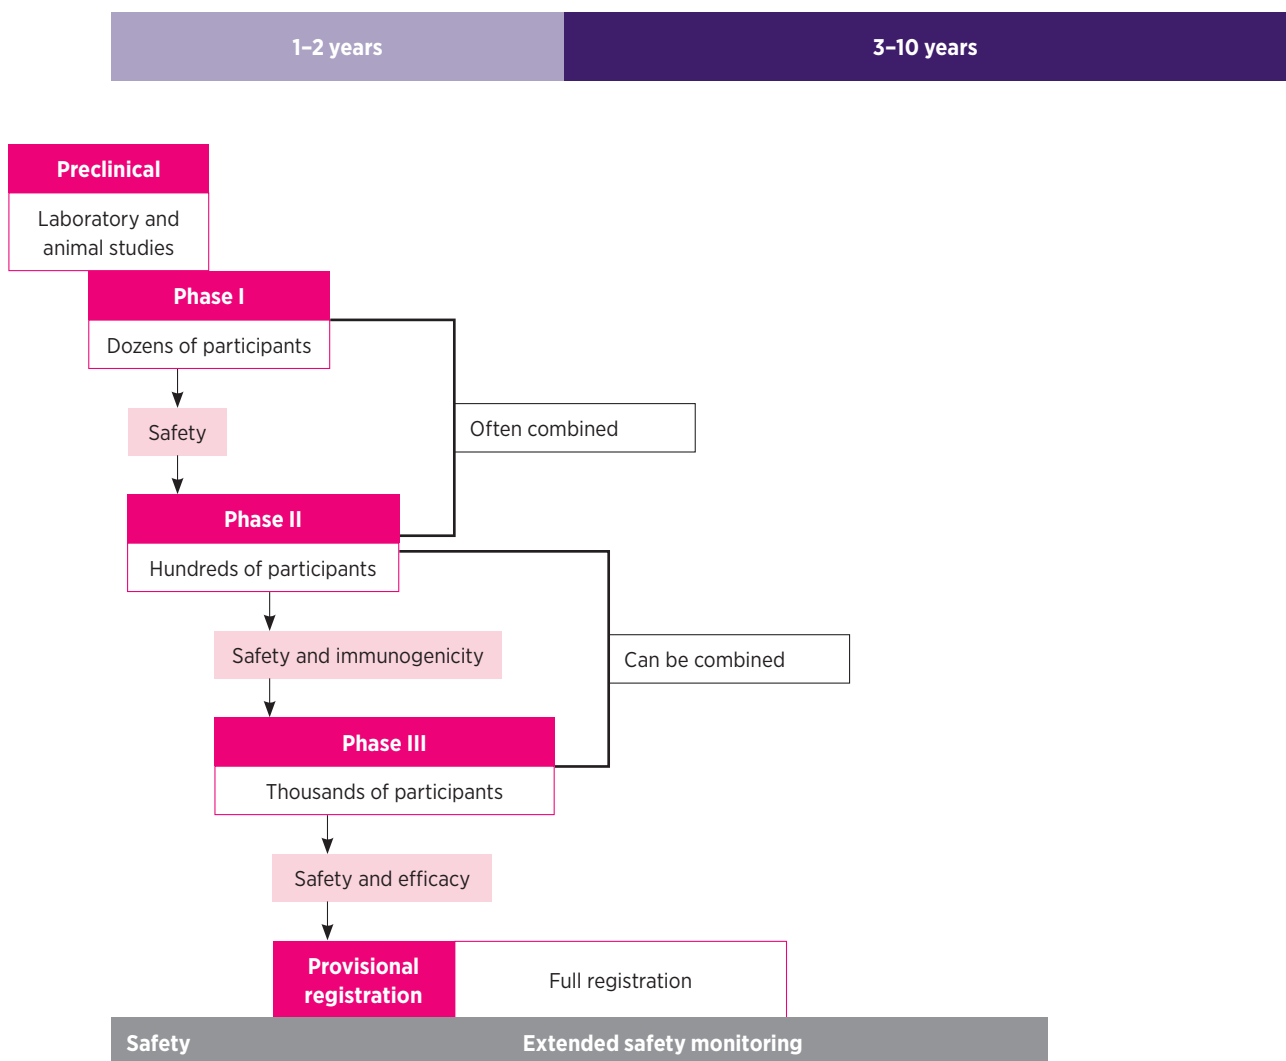 1–2 years
3–10 years
Preclinical
Laboratory and
animal studies
Phase I
Dozens of participants
Safety
Often combined
Phase II
Hundreds of participants
Safety and immunogenicity
Can be combined
Phase III
Thousands of participants
Safety and efficacy
Provisional
registration
Full registration
Safety
Extended safety monitoring